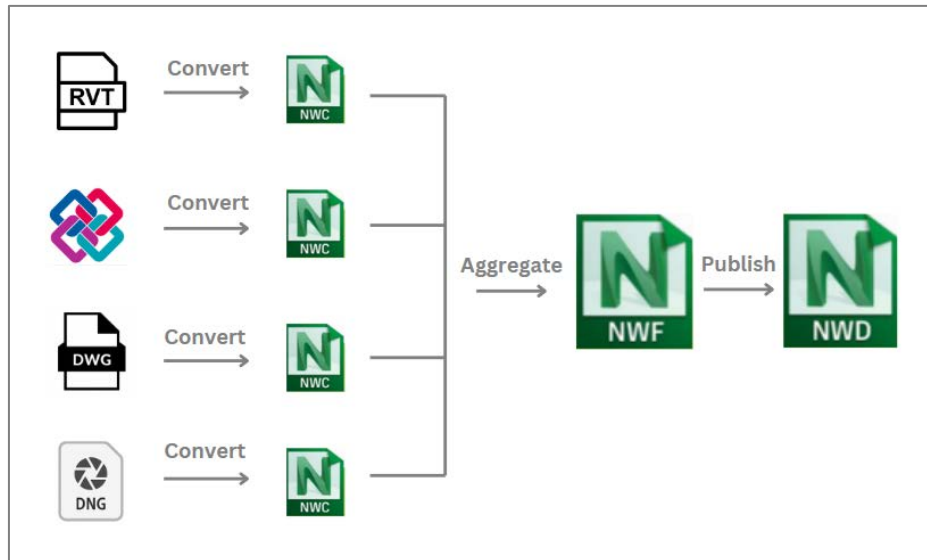 RVT
Convert
NWC
Convert
NWC
DWG
Convert
NWC
DNG
Convert
NWC
Aggregate
NWF
Publish
NWD